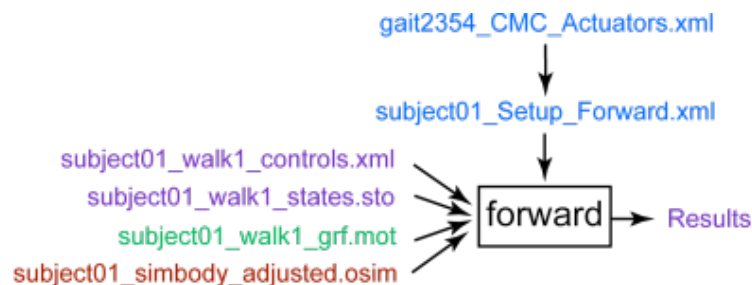 gait2354_CMC_Actuators.xml
subject01_Setup_Forward.xml
subject01_walk1_controls.xml
subject01_walk1_states.sto
subject01_walk1_grf.mot
subject01_simbody_adjusted.osim
forward
Results